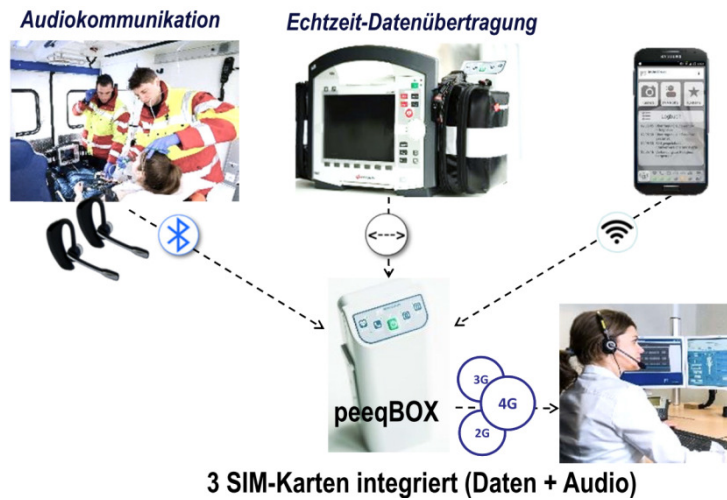 Audiokommunikation
Echtzeit-Datenübertragung
<--->
peeqBOX
3G
4G
2G
3 SIM-Karten integriert (Daten + Audio)